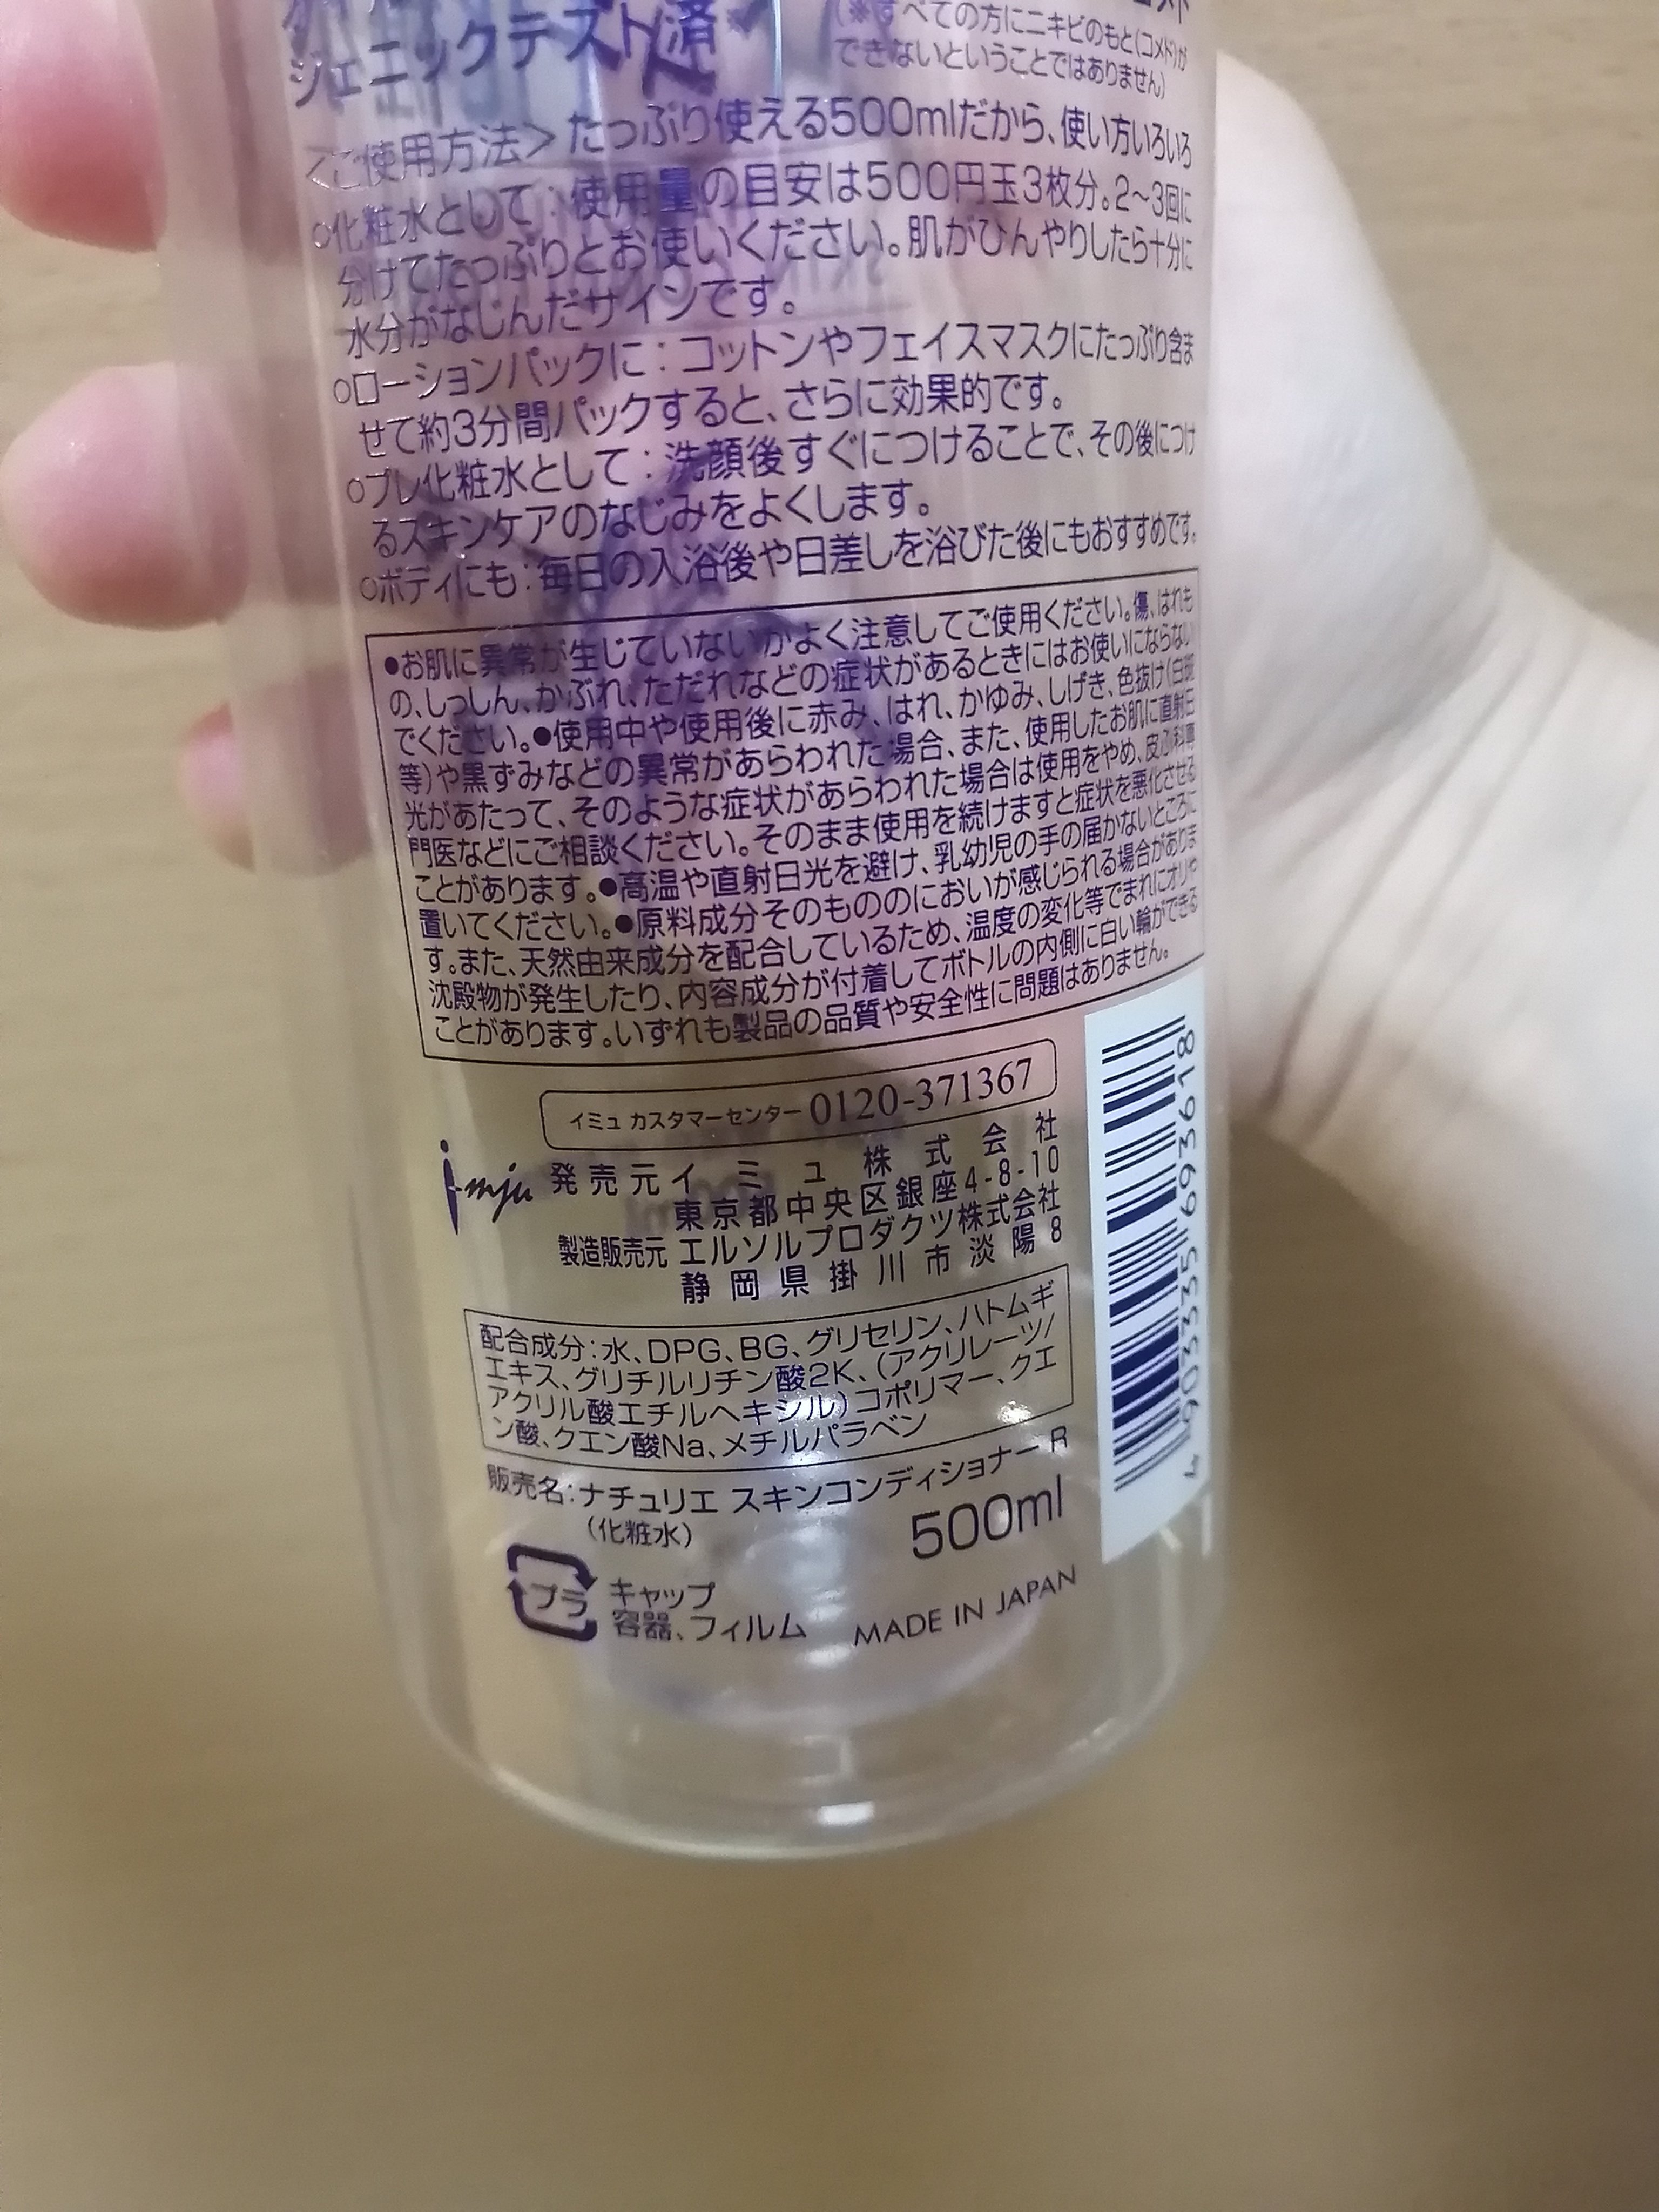 ジェニックテスト済※
(※すべての方にニキビのもと(コメド)が
できないということではありません)
<ご使用方法>たっぷり使える500mlだから、使い方いろいろ
○化粧水として:使用量の目安は500円玉3枚分。2～3回に
分けてたっぷりとお使いください。肌がひんやりしたら十分に
水分がなじんだサインです。
○ローションパックに:コットンやフェイスマスクにたっぷり含ま
せて約3分間パックすると、さらに効果的です。
○プレ化粧水として:洗顔後すぐにつけることで、その後につけ
るスキンケアのなじみをよくします。
○ボディにも:毎日の入浴後や日差しを浴びた後にもおすすめです。
●お肌に異常が生じていないかよく注意してご使用ください。傷、はれも
の、しっしん、かぶれ、ただれなどの症状があるときにはお使いにならない
でください。●使用中や使用後に赤み、はれ、かゆみ、しげき、色抜け(白斑
等)や黒ずみなどの異常があらわれた場合、また、使用したお肌に直射日
光があたって、そのような症状があらわれた場合は使用をやめ、皮ふ科専
門医などにご相談ください。そのまま使用を続けますと症状を悪化させる
ことがあります。●高温や直射日光を避け、乳幼児の手の届かないところに
置いてください。●原料成分そのもののにおいが感じられる場合がありま
す。また、天然由来成分を配合しているため、温度の変化等でまれにオリや
沈殿物が発生したり、内容成分が付着してボトルの内側に白い輪ができる
ことがあります。いずれも製品の品質や安全性に問題はありません。
イミュ カスタマーセンター 0120-371367
i-mju 発売元 イミュ株式会社
東京都中央区銀座4-8-10
製造販売元 エルソルプロダクツ株式会社
静岡県掛川市淡陽8
配合成分:水、DPG、BG、グリセリン、ハトムギ
エキス、グリチルリチン酸2K、(アクリレーツ/
アクリル酸エチルヘキシル)コポリマー、クエ
ン酸、クエン酸Na、メチルパラベン
販売名:ナチュリエ スキンコンディショナー R
(化粧水)
500ml
プラ キャップ
容器、フィルム
MADE IN JAPAN
4 903335 693618